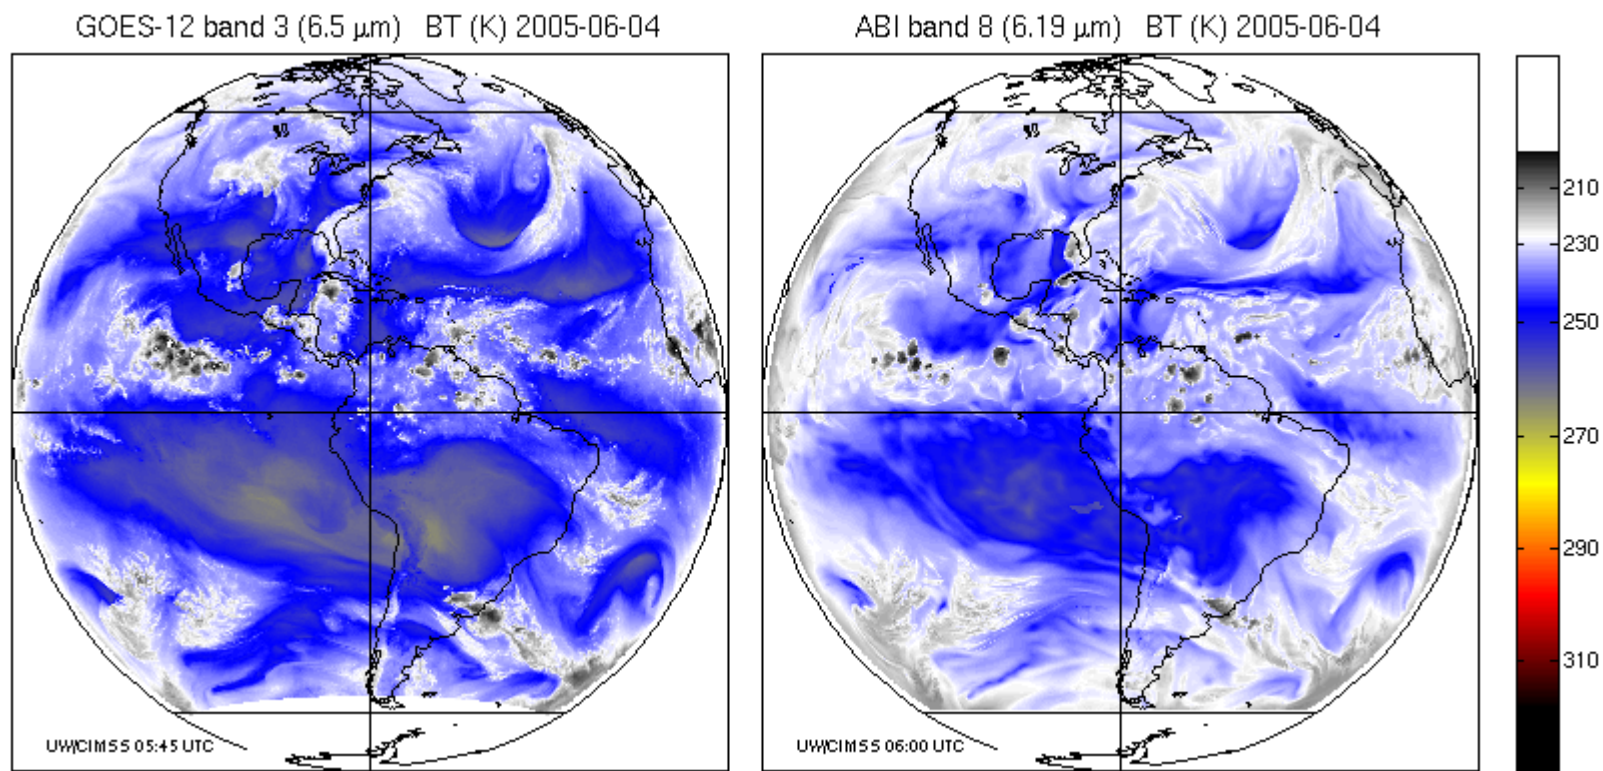 GOES-12 band 3 (6.5 μm) BT (K) 2005-06-04
ABI band 8 (6.19 μm) BT (K) 2005-06-04
210
230
250
270
290
310
UW/CIMSS 05:45 UTC
UW/CIMSS 06:00 UTC